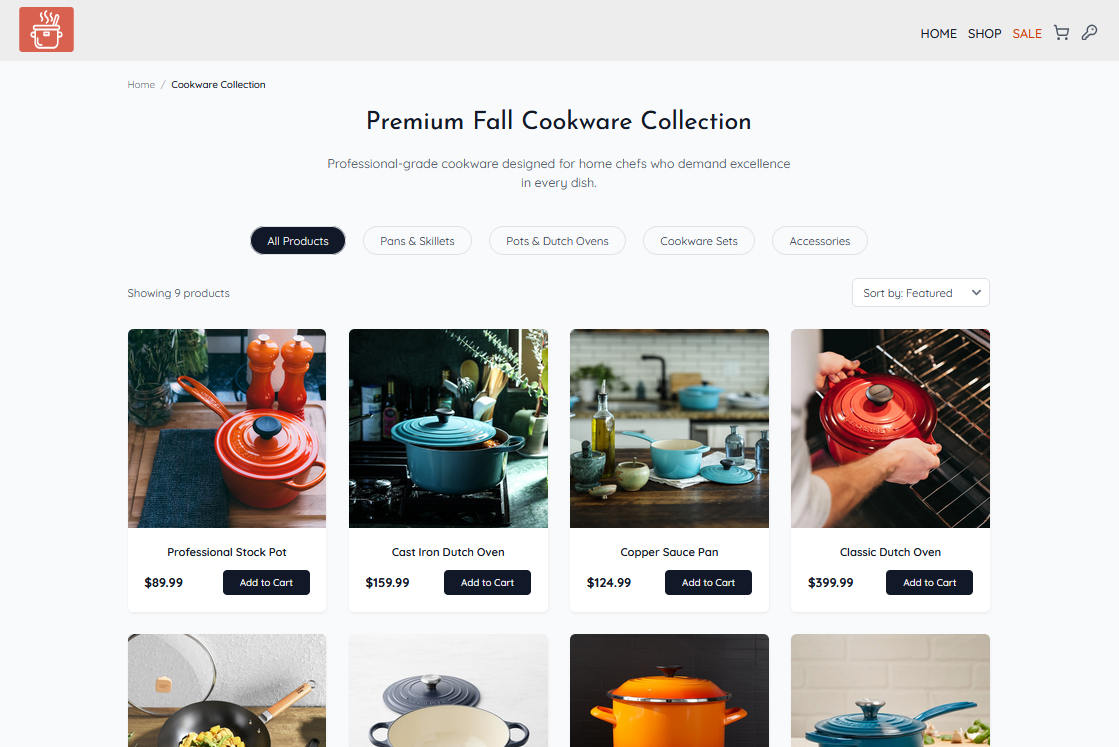 HOME SHOP SALE
Home / Cookware Collection
Premium Fall Cookware Collection
Professional-grade cookware designed for home chefs who demand excellence
in every dish.
All Products Pans & Skillets Pots & Dutch Ovens Cookware Sets Accessories
Showing 9 products Sort by: Featured
Professional Stock Pot Cast Iron Dutch Oven Copper Sauce Pan Classic Dutch Oven
$89.99 Add to Cart $159.99 Add to Cart $124.99 Add to Cart $399.99 Add to Cart